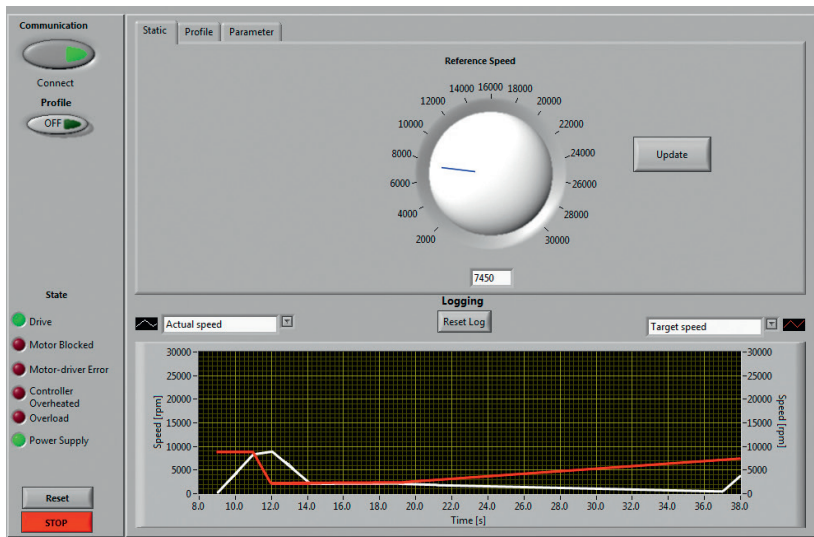 Communication
Connect
Profile
OFF
State
Drive
Motor Blocked
Motor-driver Error
Controller
Overheated
Overload
Power Supply
Reset
STOP
Static Profile Parameter
Reference Speed
2000
4000
6000
8000
10000
12000
14000
16000
18000
20000
22000
24000
26000
28000
30000
7450
Update
Logging
Actual speed
Reset Log
Target speed
30000
25000
20000
15000
10000
5000
0
Speed [rpm]
30000
25000
20000
15000
10000
5000
0
Speed [rpm]
8.0 10.0 12.0 14.0 16.0 18.0 20.0 22.0 24.0 26.0 28.0 30.0 32.0 34.0 36.0 38.0
Time [s]